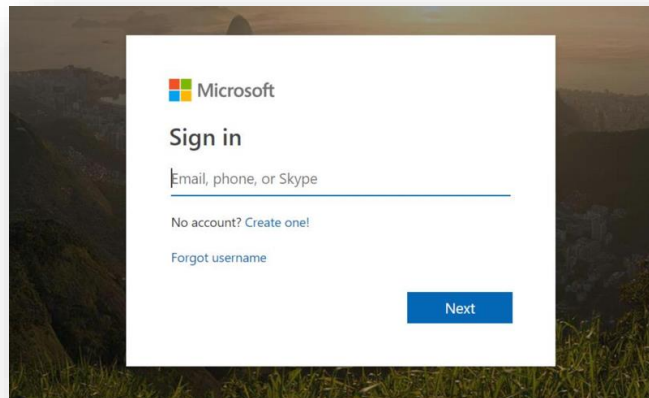 Microsoft
Sign in
Email, phone, or Skype
No account? Create one!
Forgot username
Next